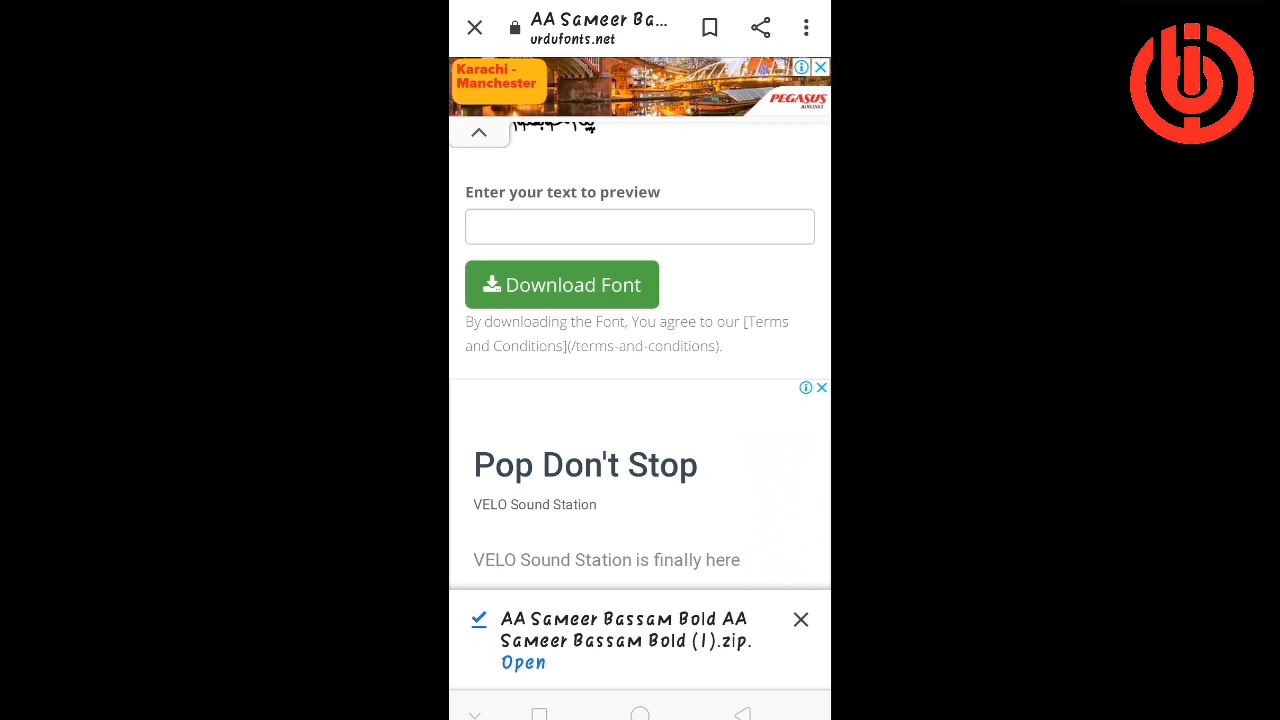 AA Sameer Ba...
urdufonts.net
Karachi -
Manchester
PEGASUS
AIRLINES
Enter your text to preview
Download Font
By downloading the Font, You agree to our [Terms
and Conditions](/terms-and-conditions).
Pop Don't Stop
VELO Sound Station
VELO Sound Station is finally here
AA Sameer Bassam Bold AA
Sameer Bassam Bold (1).zip.
Open